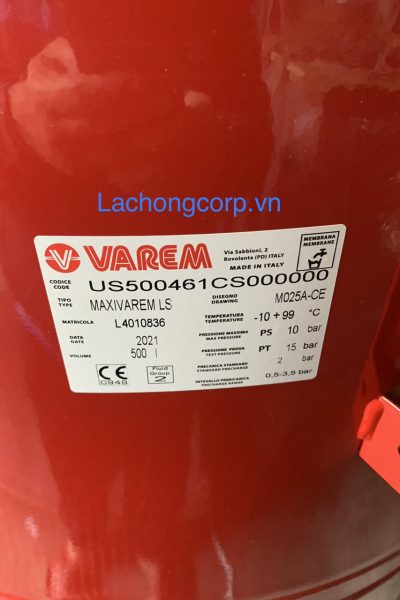 Lachongcorp.vn
VAREM
Via Sabbioni, 2
Bovolenta (PD) ITALY
MADE IN ITALY
MEMBRANA
MEMBRANE
CODICE
CODE
US500461CS000000
TIPO
TYPE
MAXIVAREM LS
DISEGNO
DRAWING
M025A-CE
MATRICOLA
L4010836
TEMPERATURA
TEMPERATURE
-10 +99 °C
DATA
DATE
2021
PRESSIONE MASSIMA
MAX PRESSURE
PS 10 bar
VOLUME
500 l
PRESSIONE PROVA
TEST PRESSURE
PT 15 bar
PRECARICA STANDARD
STANDARD PRECHARGE
2 bar
CE
0948
Fluid
Group
2
INTERVALLO PRECARICA
PRECHARGE RANGE
0,5-3,5 bar